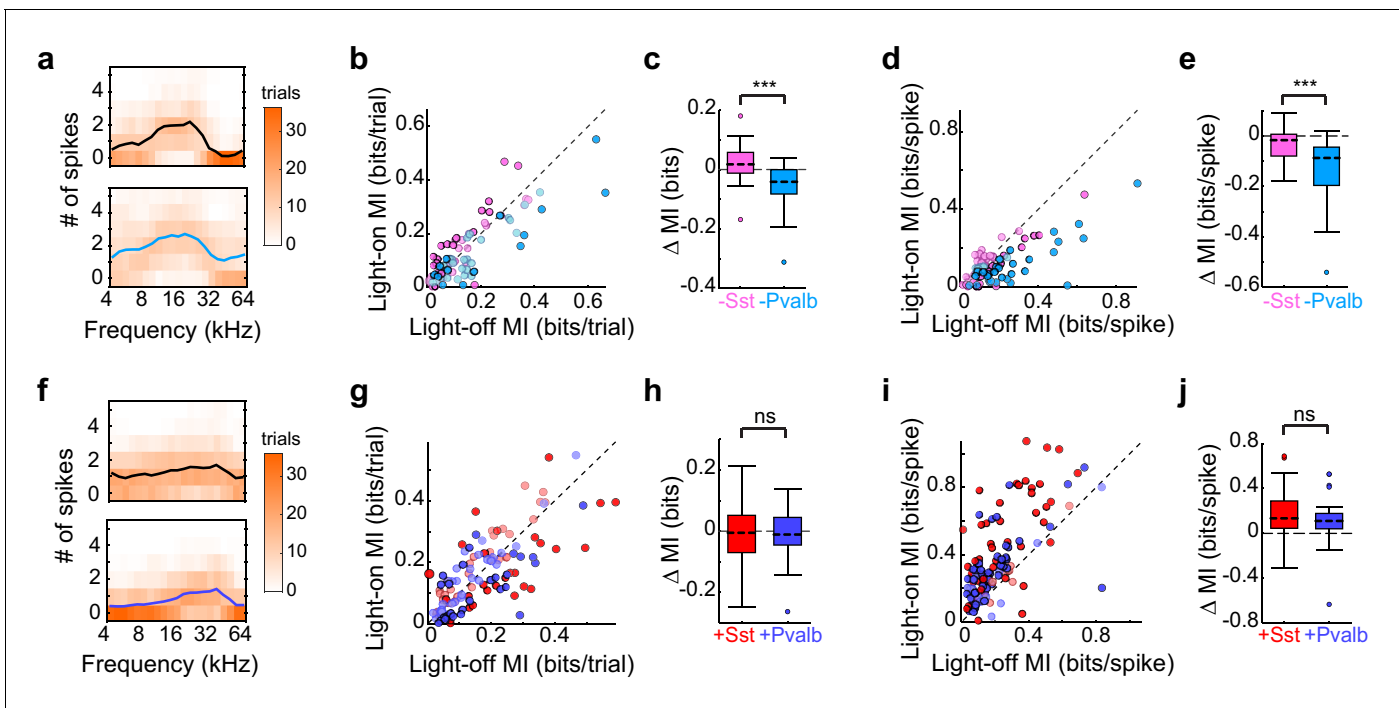 a
# of spikes
4
2
0
4
2
0
4 8 16 32 64
Frequency (kHz)
trials
30
20
10
0
b
Light-on MI (bits/trial)
0.6
0.4
0.2
0
0 0.2 0.4 0.6
Light-off MI (bits/trial)
c
***
Δ MI (bits)
0.2
0
-0.2
-0.4
-Sst -Pvalb
d
Light-on MI (bits/spike)
0.8
0.4
0
0 0.4 0.8
Light-off MI (bits/spike)
e
***
Δ MI (bits/spike)
0
-0.2
-0.4
-0.6
-Sst -Pvalb
f
# of spikes
4
2
0
4
2
0
4 8 16 32 64
Frequency (kHz)
trials
30
20
10
0
g
Light-on MI (bits/trial)
0.4
0.2
0
0 0.2 0.4
Light-off MI (bits/trial)
h
ns
Δ MI (bits)
0.2
0
-0.2
+Sst +Pvalb
i
Light-on MI (bits/spike)
0.8
0.4
0
0 0.4 0.8
Light-off MI (bits/spike)
j
ns
Δ MI (bits/spike)
0.8
0.4
0
-0.4
-0.8
+Sst +Pvalb